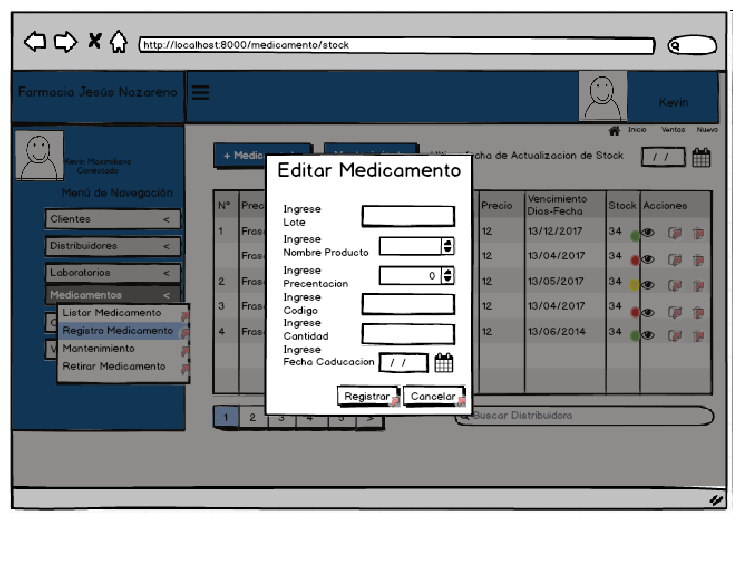 http://localhost:8000/medicamento/stock
Farmacia Jesús Nazareno
Kevin
Inicio Ventas Nuevo
Kevin Maximiliano
Conectado
+ Medic
cha de Actualizacion de Stock
/ /
Menú de Navegación
Clientes <
Distribuidores <
Laboratorios <
Medicamentos <
Listar Medicamento
Registro Medicamento
Mantenimiento
Retirar Medicamento
Editar Medicamento
Ingrese
Lote
Ingrese
Nombre Producto
Ingrese
Precentacion
0
Ingrese
Codigo
Ingrese
Cantidad
Ingrese
Fecha Caducacion
/ /
Registrar
Cancelar
N° Prec Precio Vencimiento Dias-Fecha Stock Acciones
1 Fras 12 13/12/2017 34
Fras 12 13/04/2017 34
2 Fras 12 13/05/2017 34
3 Fras 12 13/04/2017 34
4 Fras 12 13/06/2014 34
1 2 3 4 5 >
Buscar Distribuidora